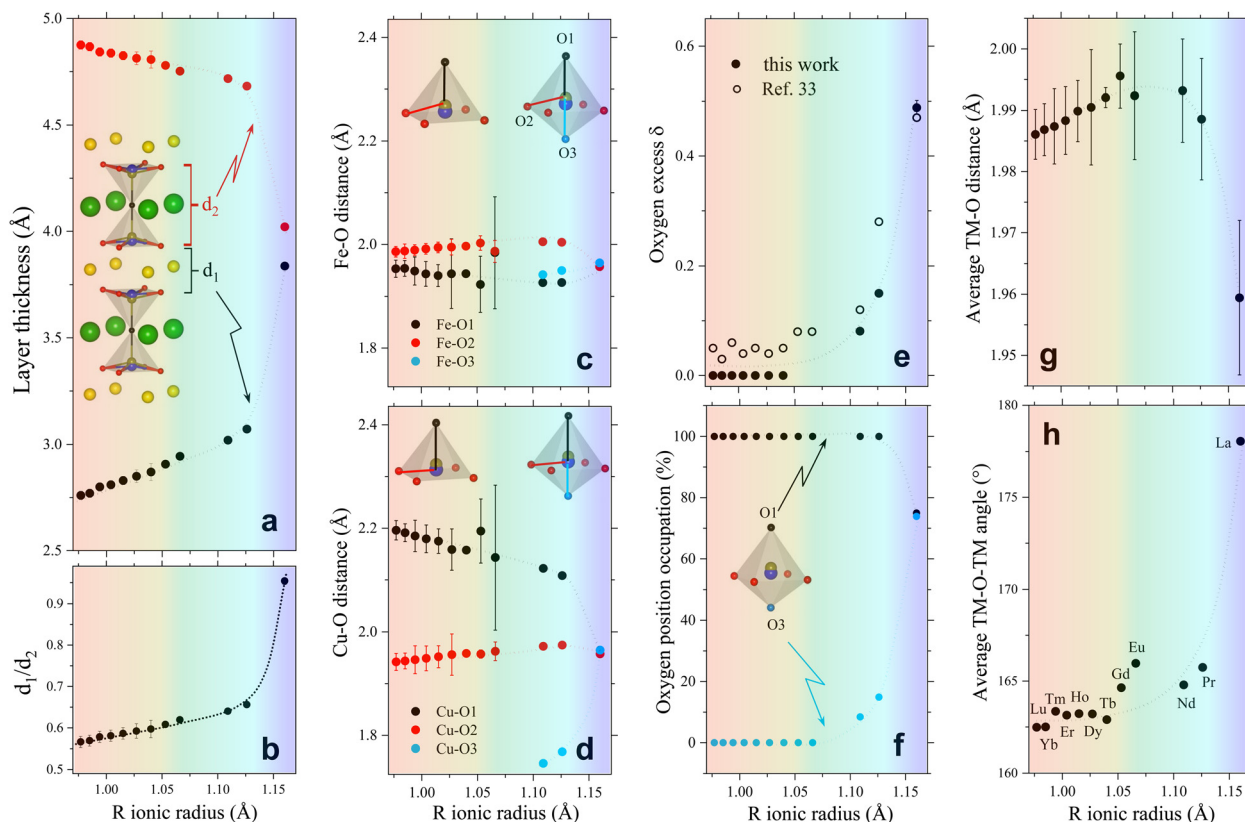 5.0
4.5
4.0
3.5
3.0
2.5
Layer thickness (Å)
d2
d1
a
0.9
0.8
0.7
0.6
0.5
d1/d2
b
1.00
1.05
1.10
1.15
R ionic radius (Å)
2.4
2.2
2.0
1.8
Fe-O distance (Å)
O1
O2
O3
Fe-O1
Fe-O2
Fe-O3
c
2.4
2.2
2.0
1.8
Cu-O distance (Å)
Cu-O1
Cu-O2
Cu-O3
d
1.00
1.05
1.10
1.15
R ionic radius (Å)
0.6
0.4
0.2
0.0
Oxygen excess δ
this work
Ref. 33
e
100
80
60
40
20
0
Oxygen position occupation (%)
O1
O3
f
1.00
1.05
1.10
1.15
R ionic radius (Å)
2.00
1.99
1.98
1.97
1.96
1.95
Average TM-O distance (Å)
g
180
175
170
165
160
Average TM-O-TM angle (°)
h
La
Eu
Gd
Pr
Nd
Lu
Tm
Ho
Tb
Yb
Er
Dy
1.00
1.05
1.10
1.15
R ionic radius (Å)